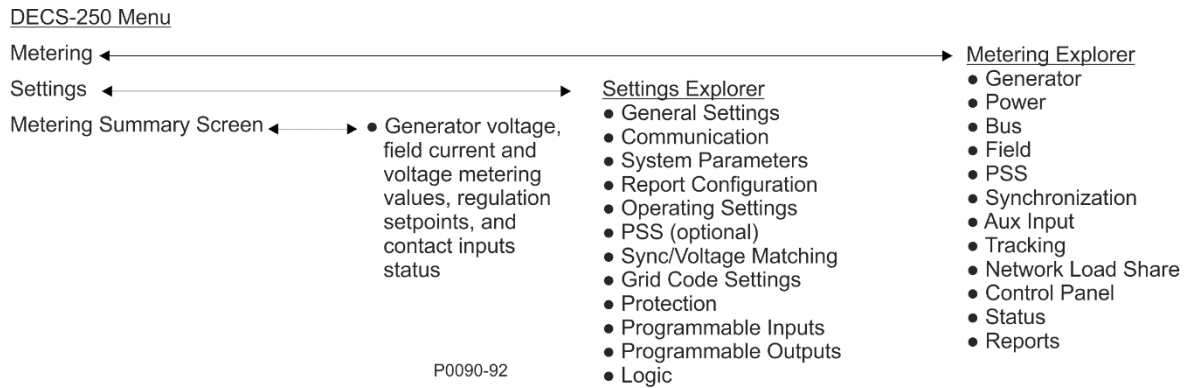 DECS-250 Menu
Metering
Settings
Metering Summary Screen
● Generator voltage,
field current and
voltage metering
values, regulation
setpoints, and
contact inputs
status
Settings Explorer
● General Settings
● Communication
● System Parameters
● Report Configuration
● Operating Settings
● PSS (optional)
● Sync/Voltage Matching
● Grid Code Settings
● Protection
● Programmable Inputs
● Programmable Outputs
● Logic
Metering Explorer
● Generator
● Power
● Bus
● Field
● PSS
● Synchronization
● Aux Input
● Tracking
● Network Load Share
● Control Panel
● Status
● Reports
P0090-92